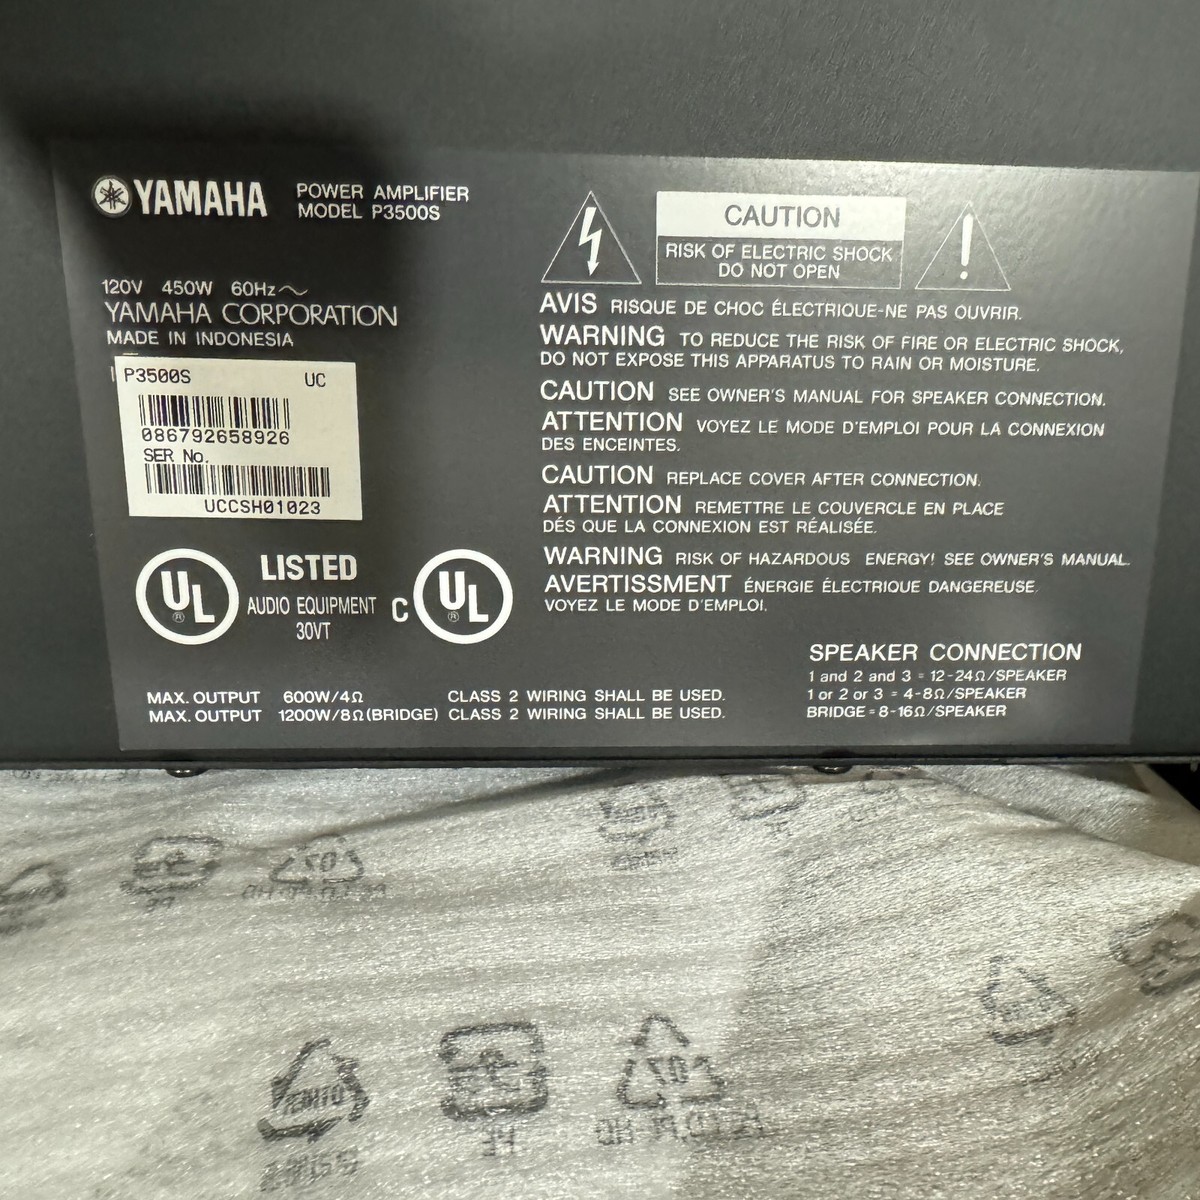 YAMAHA
POWER AMPLIFIER
MODEL P3500S
120V 450W 60Hz
YAMAHA CORPORATION
MADE IN INDONESIA
P3500S UC
086792658926
SER No.
UCCSH01023
UL
®
LISTED
AUDIO EQUIPMENT
30VT
C
UL
®
MAX. OUTPUT 600W/4Ω CLASS 2 WIRING SHALL BE USED.
MAX. OUTPUT 1200W/8Ω(BRIDGE) CLASS 2 WIRING SHALL BE USED.
CAUTION
RISK OF ELECTRIC SHOCK
DO NOT OPEN
AVIS RISQUE DE CHOC ÉLECTRIQUE-NE PAS OUVRIR.
WARNING TO REDUCE THE RISK OF FIRE OR ELECTRIC SHOCK,
DO NOT EXPOSE THIS APPARATUS TO RAIN OR MOISTURE.
CAUTION SEE OWNER'S MANUAL FOR SPEAKER CONNECTION.
ATTENTION VOYEZ LE MODE D'EMPLOI POUR LA CONNEXION
DES ENCEINTES.
CAUTION REPLACE COVER AFTER CONNECTION.
ATTENTION REMETTRE LE COUVERCLE EN PLACE
DÉS QUE LA CONNEXION EST RÉALISÉE.
WARNING RISK OF HAZARDOUS ENERGY! SEE OWNER'S MANUAL.
AVERTISSMENT ÉNERGIE ÉLECTRIQUE DANGEREUSE.
VOYEZ LE MODE D'EMPLOI.
SPEAKER CONNECTION
1 and 2 and 3 = 12-24Ω/SPEAKER
1 or 2 or 3 = 4-8Ω/SPEAKER
BRIDGE = 8-16Ω/SPEAKER